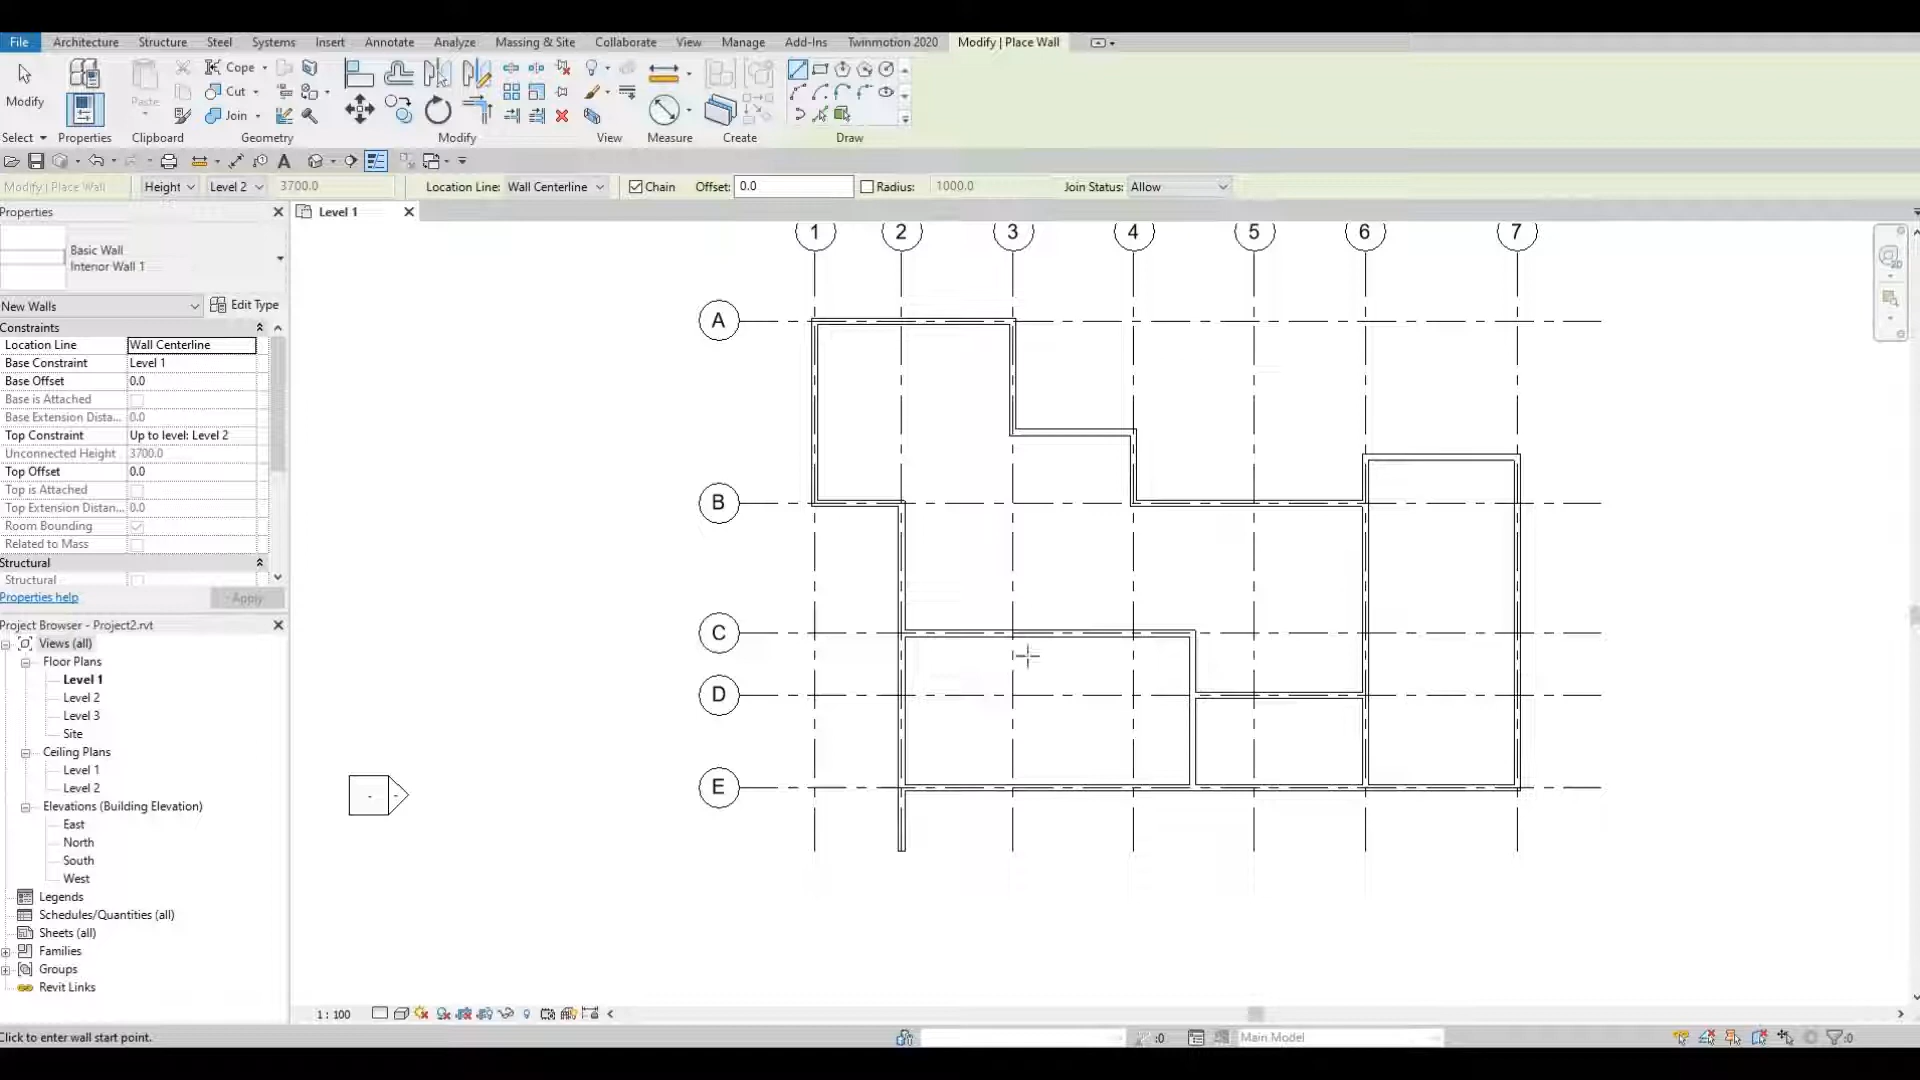 File Architecture Structure Steel Systems Insert Annotate Analyze Massing & Site Collaborate View Manage Add-Ins Twinmotion 2020 Modify | Place Wall
Modify Paste Cope Cut Join
Select Properties Clipboard Geometry Modify View Measure Create Draw
Modify | Place Wall Height Level 2 3700.0 Location Line: Wall Centerline Chain Offset: 0.0 Radius: 1000.0 Join Status: Allow
Properties
Level 1
Basic Wall
Interior Wall 1
New Walls Edit Type
Constraints
Location Line Wall Centerline
Base Constraint Level 1
Base Offset 0.0
Base is Attached
Base Extension Dista... 0.0
Top Constraint Up to level: Level 2
Unconnected Height 3700.0
Top Offset 0.0
Top is Attached
Top Extension Distan... 0.0
Room Bounding
Related to Mass
Structural
Structural
Properties help Apply
Project Browser - Project2.rvt
Views (all)
Floor Plans
Level 1
Level 2
Level 3
Site
Ceiling Plans
Level 1
Level 2
Elevations (Building Elevation)
East
North
South
West
Legends
Schedules/Quantities (all)
Sheets (all)
Families
Groups
Revit Links
1 2 3 4 5 6 7
A
B
C
D
E
1 : 100
Click to enter wall start point.
:0 Main Model :0